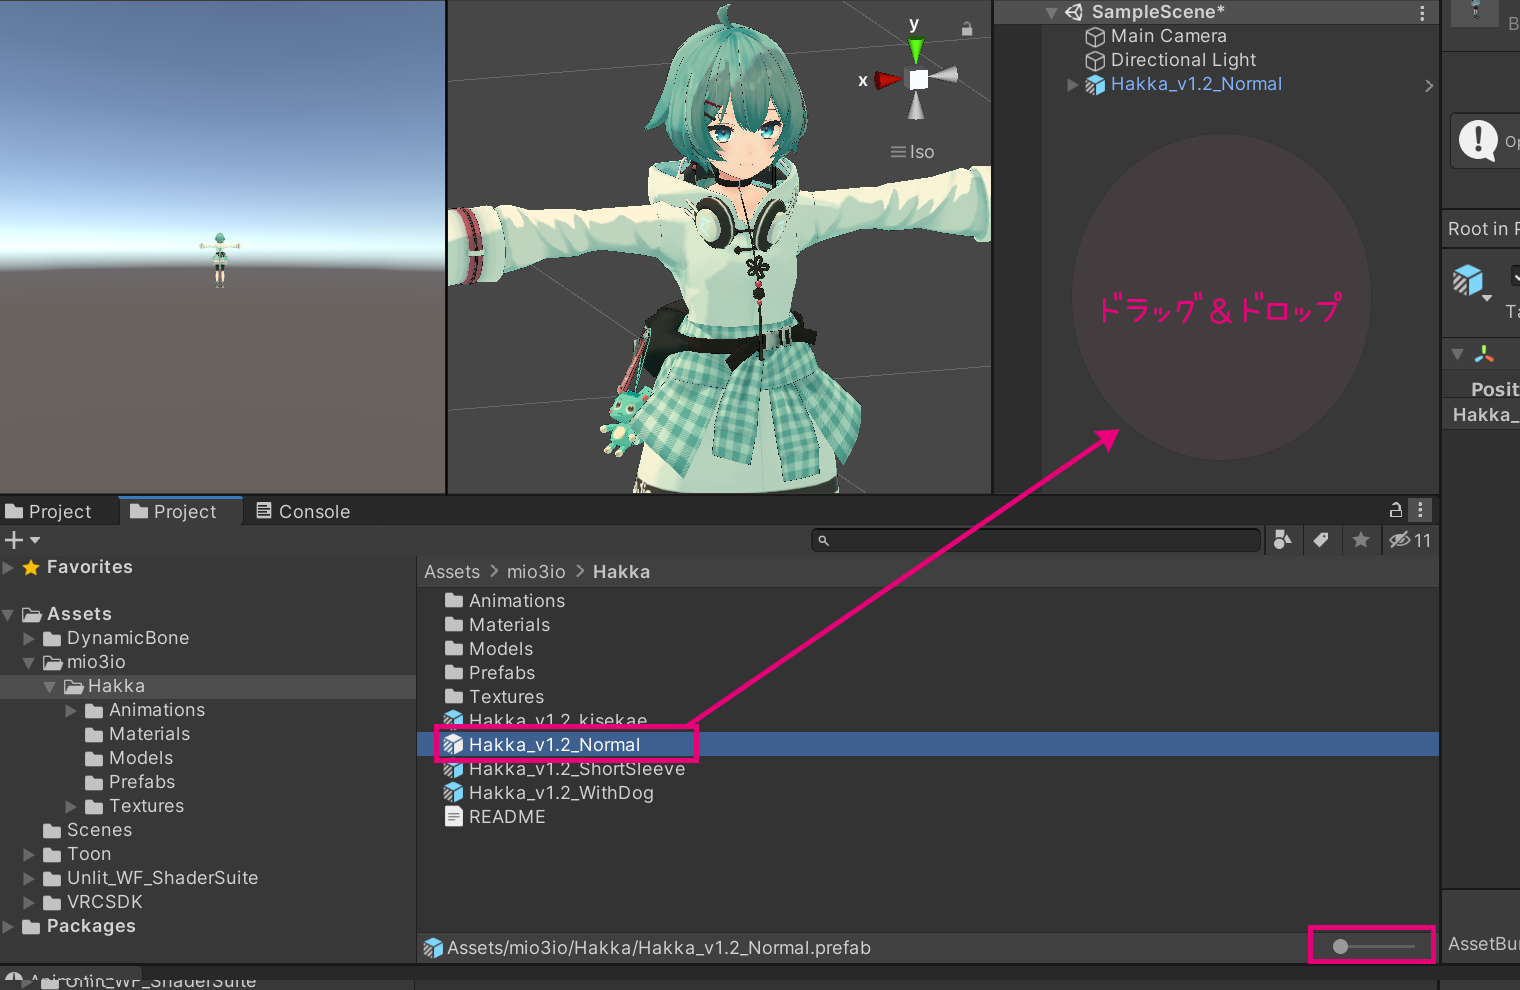 SampleScene*
Main Camera
Directional Light
Hakka_v1.2_Normal
y
x
Iso
ドラッグ＆ドロップ
Root in
Posit
Hakka_
Project
Project
Console
11
Favorites
Assets
DynamicBone
mio3io
Hakka
Animations
Materials
Models
Prefabs
Textures
Scenes
Toon
Unlit_WF_ShaderSuite
VRCSDK
Packages
Assets > mio3io > Hakka
Animations
Materials
Models
Prefabs
Textures
Hakka_v1.2_kisekae
Hakka_v1.2_Normal
Hakka_v1.2_ShortSleeve
Hakka_v1.2_WithDog
README
Assets/mio3io/Hakka/Hakka_v1.2_Normal.prefab
AssetBu
Animation
Unlit_WF_ShaderSuite